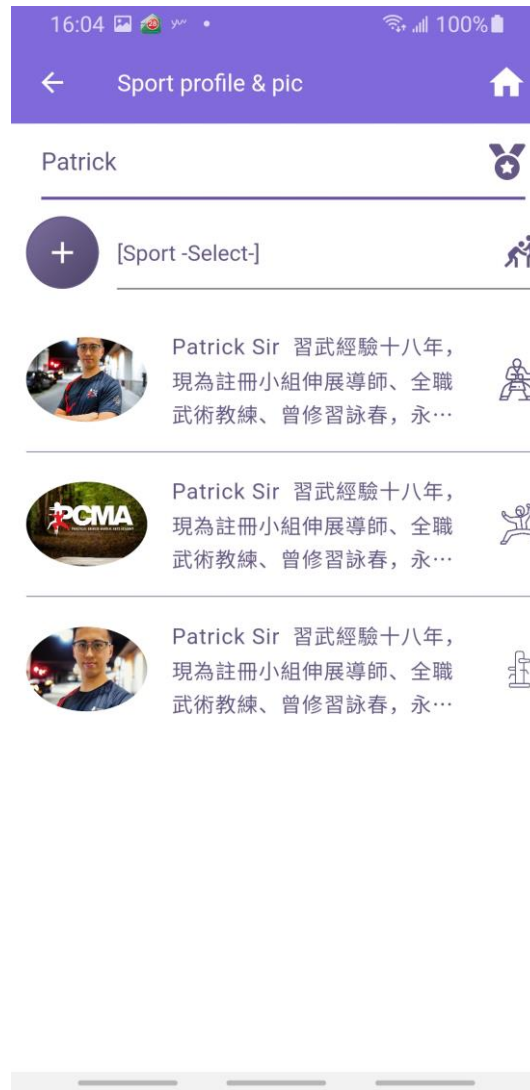 16:04
100%
Sport profile & pic
Patrick
[Sport -Select-]
Patrick Sir 習武經驗十八年，
現為註冊小組伸展導師、全職
武術教練、曾修習詠春，永…
PCMA
Patrick Sir 習武經驗十八年，
現為註冊小組伸展導師、全職
武術教練、曾修習詠春，永…
Patrick Sir 習武經驗十八年，
現為註冊小組伸展導師、全職
武術教練、曾修習詠春，永…